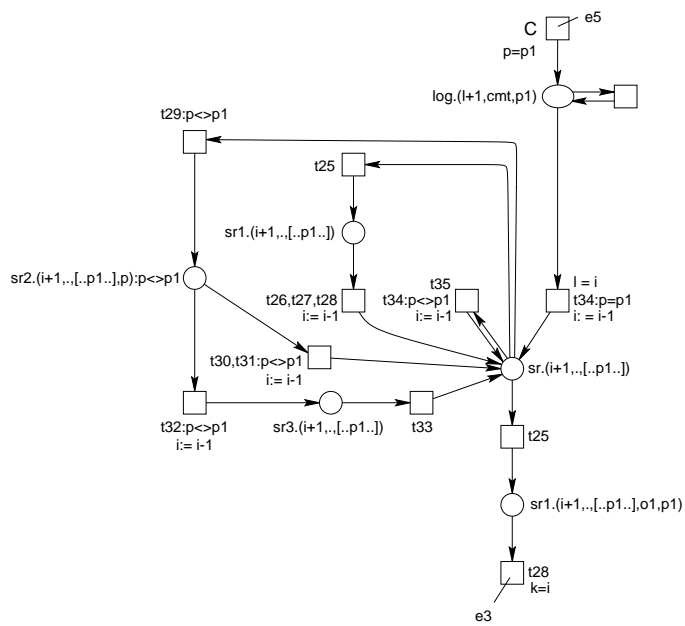 e5
C
p=p1
log.(l+1,cmt,p1)
t29:p<>p1
t25
sr1.(i+1,.,[..p1..])
sr2.(i+1,.,[..p1..],p):p<>p1
t26,t27,t28
i:= i-1
t35
t34:p<>p1
i:= i-1
l = i
t34:p=p1
i: = i-1
t30,t31:p<>p1
i:= i-1
sr.(i+1,.,[..p1..])
t32:p<>p1
i:= i-1
sr3.(i+1,.,[..p1..])
t33
t25
sr1.(i+1,.,[..p1..],o1,p1)
t28
k=i
e3